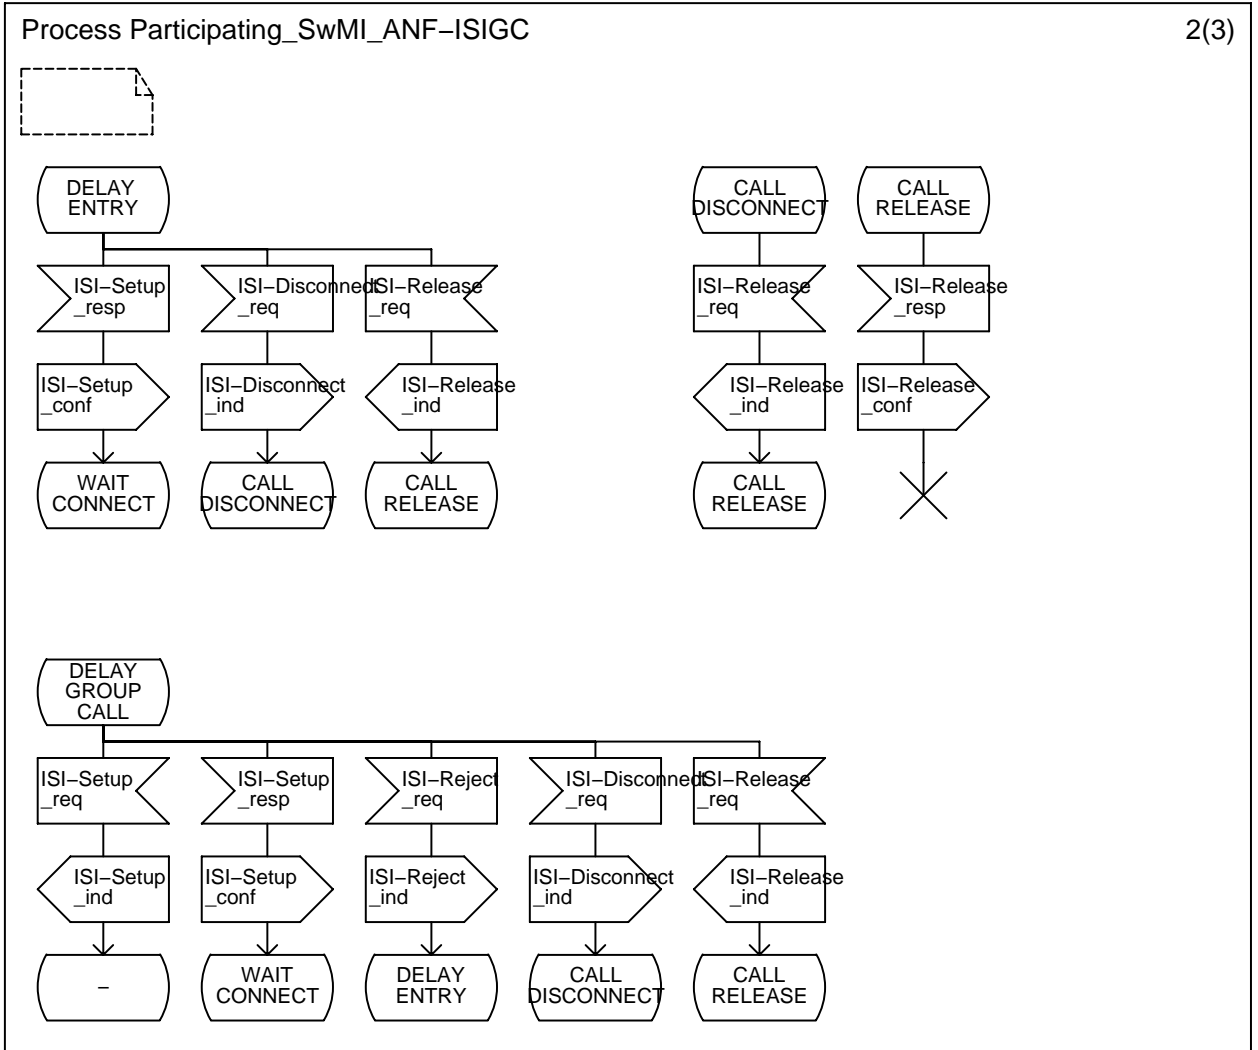 Process Participating_SwMI_ANF−ISIGC
2(3)
DELAY
ENTRY
CALL
DISCONNECT
CALL
RELEASE
ISI−Setup
_resp
ISI−Disconnect
_req
ISI−Release
_req
ISI−Release
_req
ISI−Release
_resp
ISI−Setup
_conf
ISI−Disconnect
_ind
ISI−Release
_ind
ISI−Release
_ind
ISI−Release
_conf
WAIT
CONNECT
CALL
DISCONNECT
CALL
RELEASE
CALL
RELEASE
DELAY
GROUP
CALL
ISI−Setup
_req
ISI−Setup
_resp
ISI−Reject
_req
ISI−Disconnect
_req
ISI−Release
_req
ISI−Setup
_ind
ISI−Setup
_conf
ISI−Reject
_ind
ISI−Disconnect
_ind
ISI−Release
_ind
−
WAIT
CONNECT
DELAY
ENTRY
CALL
DISCONNECT
CALL
RELEASE